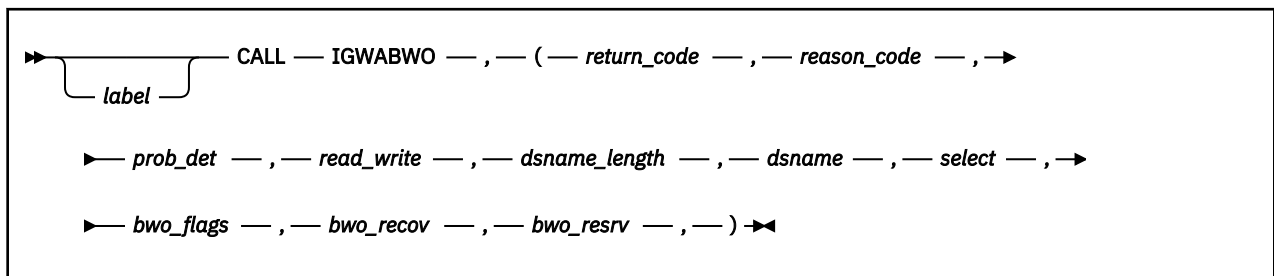 CALL IGWABWO , ( return_code , reason_code ,
label
prob_det , read_write , dsname_length , dsname , select ,
bwo_flags , bwo_recov , bwo_resrv , )